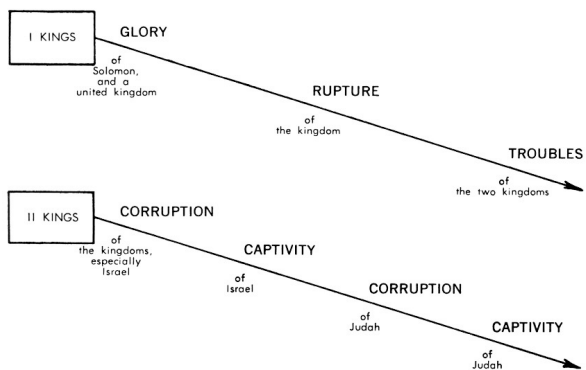 I KINGS
GLORY
of
Solomon,
and a
united kingdom
RUPTURE
of
the kingdom
TROUBLES
of
the two kingdoms
II KINGS
CORRUPTION
of
the kingdoms,
especially
Israel
CAPTIVITY
of
Israel
CORRUPTION
of
Judah
CAPTIVITY
of
Judah